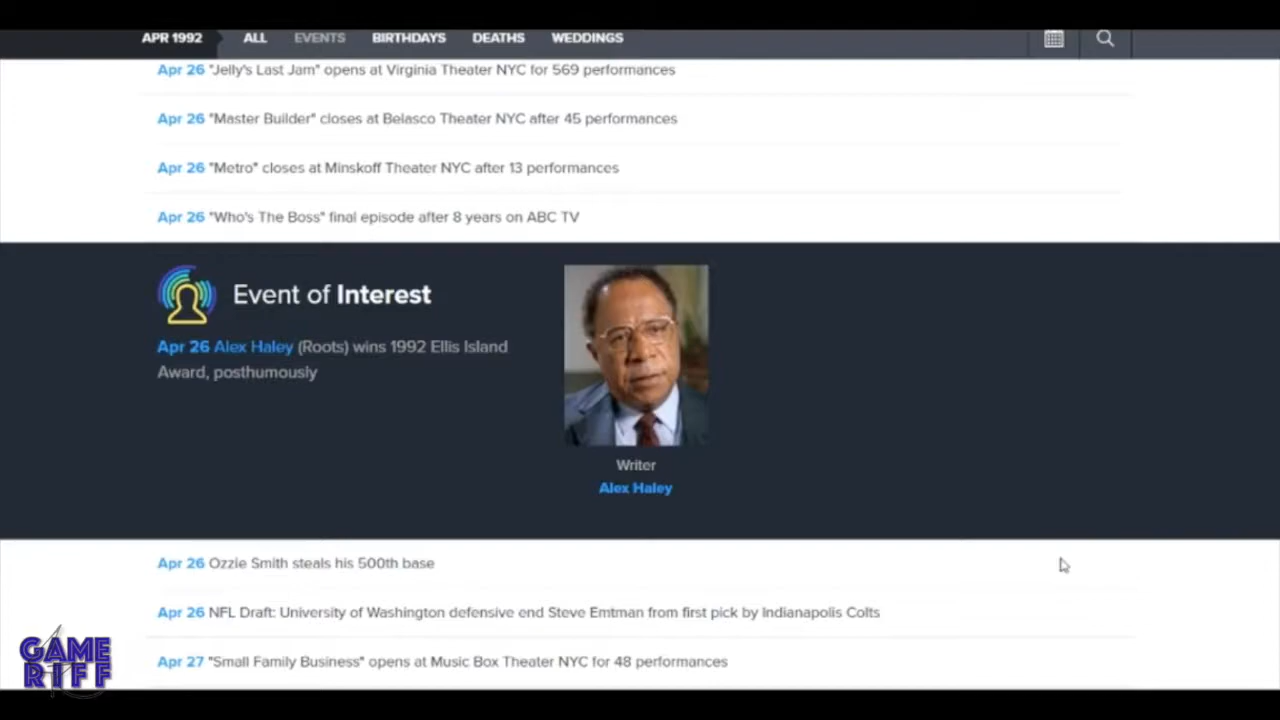 APR 1992 ALL EVENTS BIRTHDAYS DEATHS WEDDINGS
Apr 26 "Jelly's Last Jam" opens at Virginia Theater NYC for 569 performances
Apr 26 "Master Builder" closes at Belasco Theater NYC after 45 performances
Apr 26 "Metro" closes at Minskoff Theater NYC after 13 performances
Apr 26 "Who's The Boss" final episode after 8 years on ABC TV
Event of Interest
Apr 26 Alex Haley (Roots) wins 1992 Ellis Island
Award, posthumously
Writer
Alex Haley
Apr 26 Ozzie Smith steals his 500th base
Apr 26 NFL Draft: University of Washington defensive end Steve Emtman from first pick by Indianapolis Colts
Apr 27 "Small Family Business" opens at Music Box Theater NYC for 48 performances
GAME
RIFF